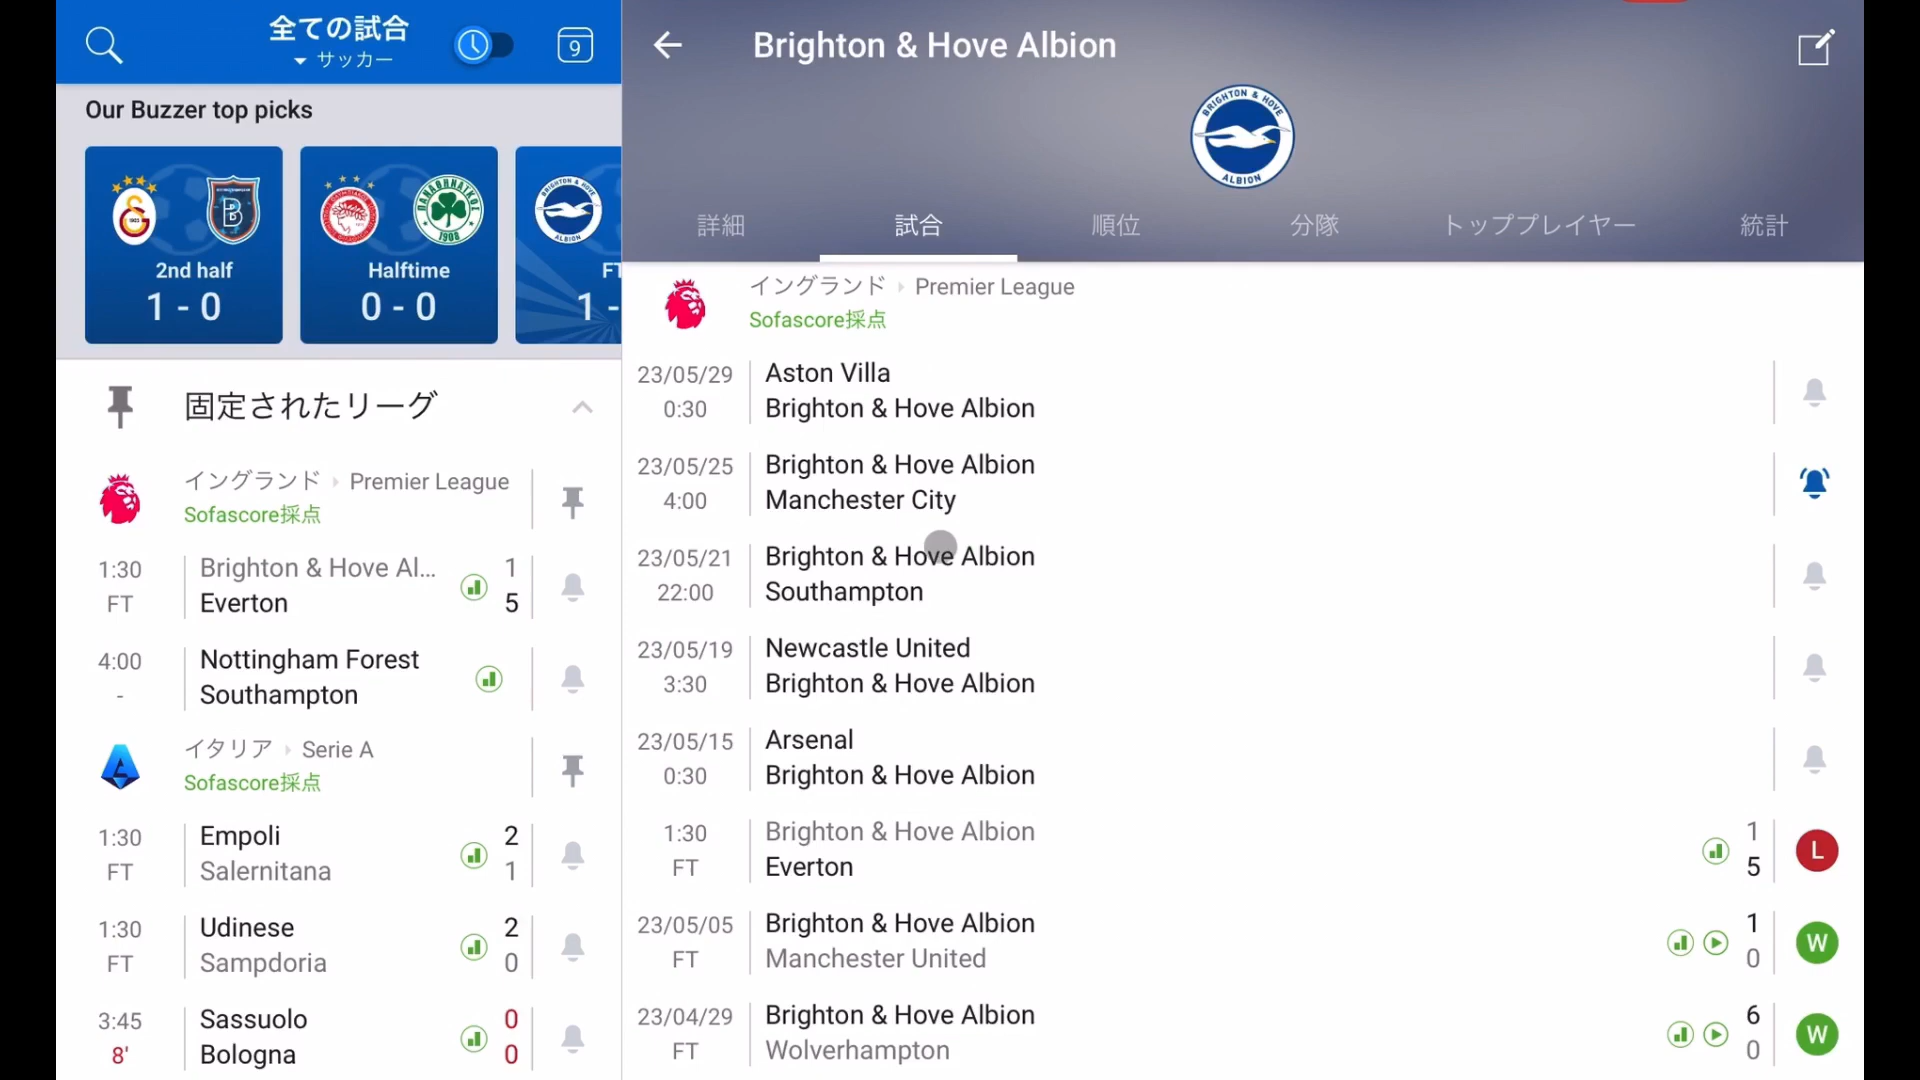 全ての試合
サッカー
9
Our Buzzer top picks
2nd half
1 - 0
Halftime
0 - 0
1908
BRIGHTON & HOVE
ALBION
FT
1 -
固定されたリーグ
イングランド Premier League
Sofascore採点
1:30 Brighton & Hove Al... 1
FT Everton 5
4:00 Nottingham Forest
- Southampton
イタリア Serie A
Sofascore採点
1:30 Empoli 2
FT Salernitana 1
1:30 Udinese 2
FT Sampdoria 0
3:45 Sassuolo 0
8' Bologna 0
Brighton & Hove Albion
BRIGHTON & HOVE
ALBION
詳細 試合 順位 分隊 トッププレイヤー 統計
イングランド Premier League
Sofascore採点
23/05/29 Aston Villa
0:30 Brighton & Hove Albion
23/05/25 Brighton & Hove Albion
4:00 Manchester City
23/05/21 Brighton & Hove Albion
22:00 Southampton
23/05/19 Newcastle United
3:30 Brighton & Hove Albion
23/05/15 Arsenal
0:30 Brighton & Hove Albion
1:30 Brighton & Hove Albion 1
FT Everton 5 L
23/05/05 Brighton & Hove Albion 1
FT Manchester United 0 W
23/04/29 Brighton & Hove Albion 6
FT Wolverhampton 0 W